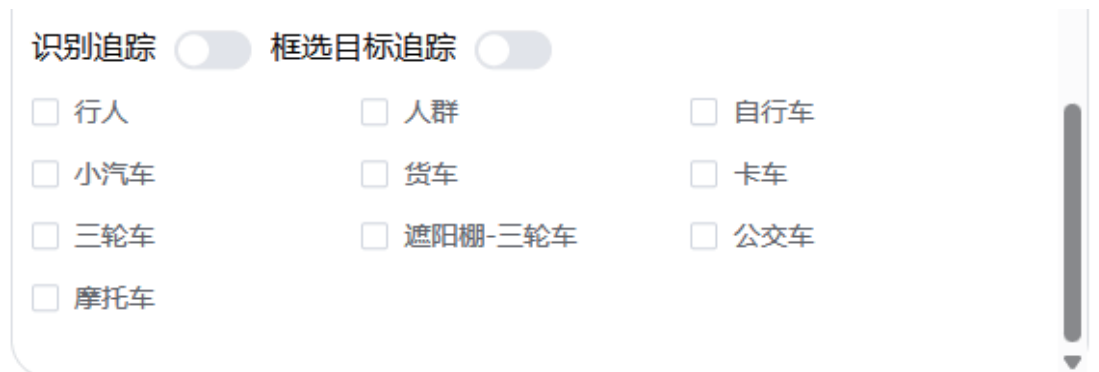 识别追踪 框选目标追踪
行人 人群 自行车
小汽车 货车 卡车
三轮车 遮阳棚-三轮车 公交车
摩托车